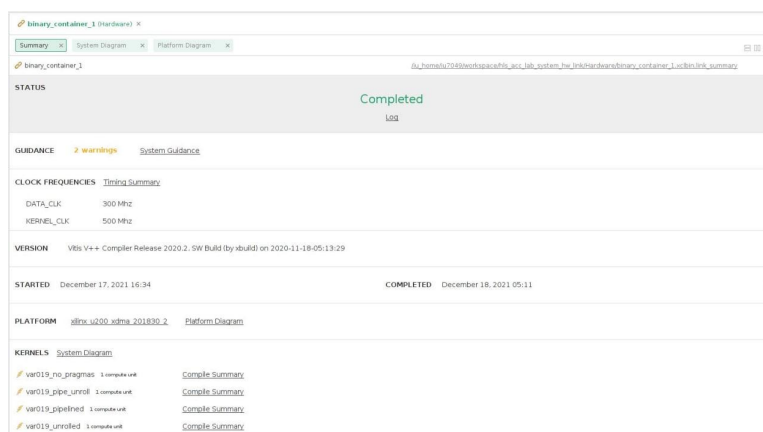 binary_container_1 (Hardware) ×
Summary × System Diagram × Platform Diagram ×
binary_container_1 /iu_home/iu7049/workspace/hls_acc_lab_system_hw_link/Hardware/binary_container_1.xclbin.link_summary
STATUS
Completed
Log
GUIDANCE 2 warnings System Guidance
CLOCK FREQUENCIES Timing Summary
DATA_CLK 300 Mhz
KERNEL_CLK 500 Mhz
VERSION Vitis V++ Compiler Release 2020.2. SW Build (by xbuild) on 2020-11-18-05:13:29
STARTED December 17, 2021 16:34 COMPLETED December 18, 2021 05:11
PLATFORM xilinx_u200_xdma_201830_2 Platform Diagram
KERNELS System Diagram
var019_no_pragmas 1 compute unit Compile Summary
var019_pipe_unroll 1 compute unit Compile Summary
var019_pipelined 1 compute unit Compile Summary
var019_unrolled 1 compute unit Compile Summary